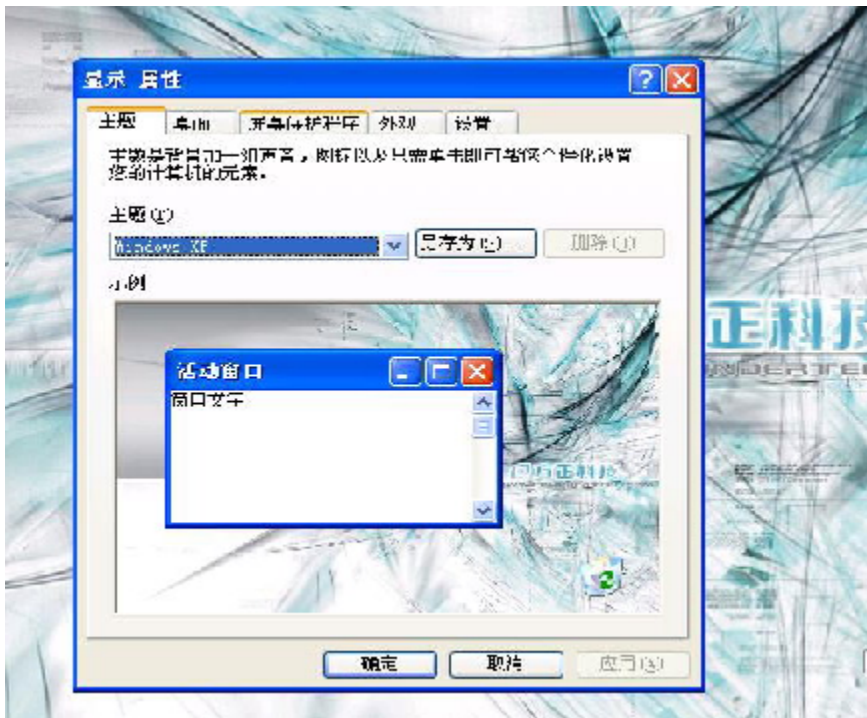 显示 属性
主题
桌面
屏幕保护程序
外观
设置
主题是背景加一组声音,图标以及只需单击即可帮您个性化设置
您的计算机的元素。
主题(T)
Windows XP
另存为(S)...
删除(D)
示例
活动窗口
窗口文字
方正科技
确定
取消
应用(A)
正科技